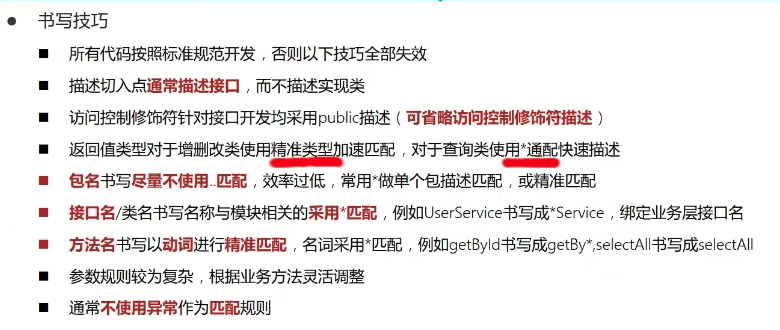 书写技巧
所有代码按照标准规范开发，否则以下技巧全部失效
描述切入点通常描述接口，而不描述实现类
访问控制修饰符针对接口开发均采用public描述（可省略访问控制修饰符描述）
返回值类型对于增删改类使用精准类型加速匹配，对于查询类使用*通配快速描述
包名书写尽量不使用..匹配，效率过低，常用*做单个包描述匹配，或精准匹配
接口名/类名书写名称与模块相关的采用*匹配，例如UserService书写成*Service，绑定业务层接口名
方法名书写以动词进行精准匹配，名词采用*匹配，例如getById书写成getBy*,selectAll书写成selectAll
参数规则较为复杂，根据业务方法灵活调整
通常不使用异常作为匹配规则